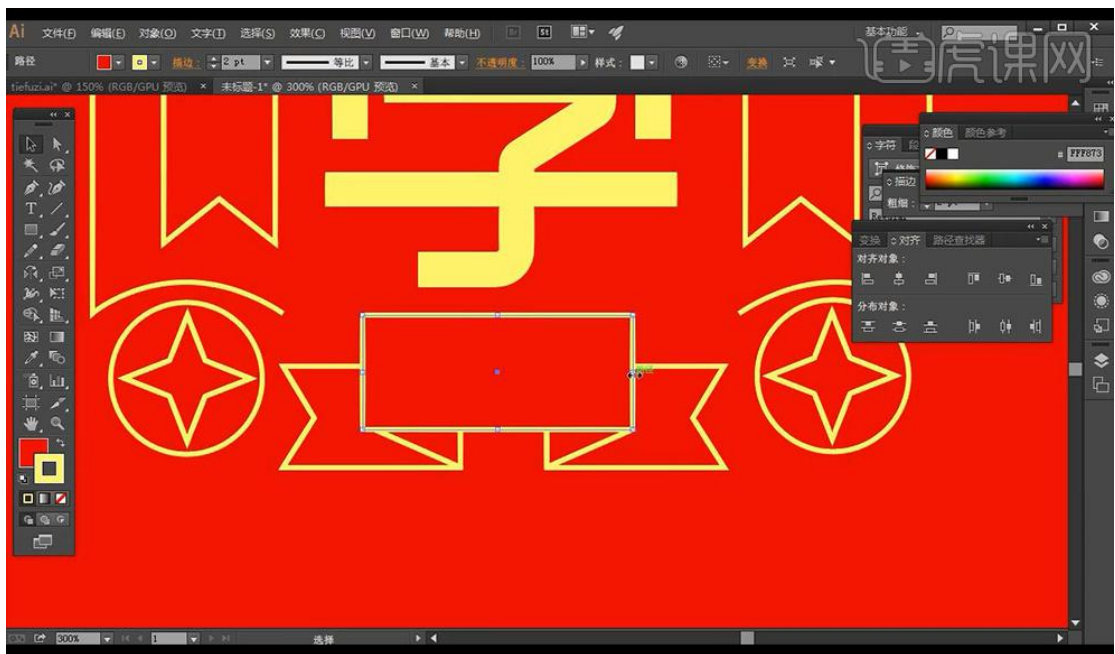 Ai 文件(F) 编辑(E) 对象(O) 文字(T) 选择(S) 效果(C) 视图(V) 窗口(W) 帮助(H) Br St 基本功能
虎课网
路径 描边: 2 pt 等比 基本 不透明度: 100% 样式: 变换
tiefuzi.ai* @ 150% (RGB/GPU 预览) × 未标题-1* @ 300% (RGB/GPU 预览) ×
颜色 颜色参考
字符 段
# FFF873
描边
粗细:
变换 对齐 路径查找器
对齐对象:
分布对象:
字
300% 1 选择